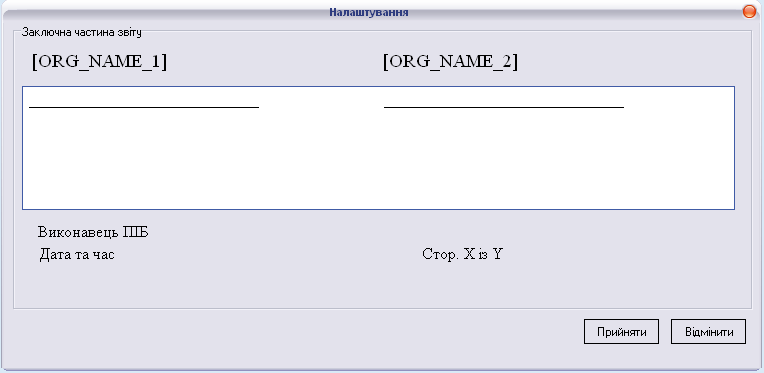 Налаштування
Заключна частина звіту
[ORG_NAME_1] [ORG_NAME_2]
Виконавець ПІБ
Дата та час Стор. X із Y
Прийняти Відмінити